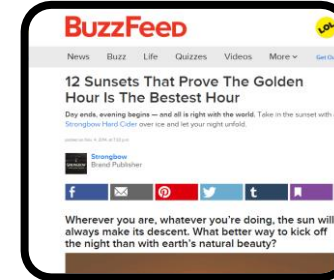 BuzzFeed
LOL
News Buzz Life Quizzes Videos More
12 Sunsets That Prove The Golden
Hour Is The Bestest Hour
Day ends, evening begins — and all is right with the world. Take in the sunset with
Strongbow Hard Cider over ice and let your night unfold.
Strongbow
Brand Publisher
Wherever you are, whatever you're doing, the sun will
always make its descent. What better way to kick off
the night than with earth's natural beauty?